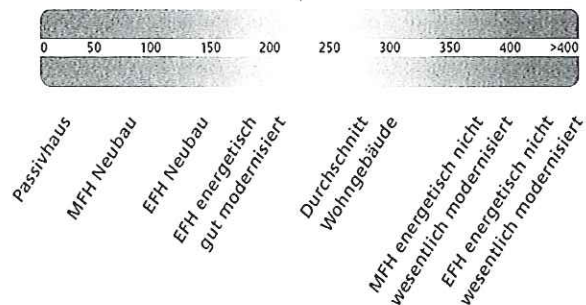 0 50 100 150 200 250 300 350 400 >400
Passivhaus
MFH Neubau
EFH Neubau
EFH energetisch
gut modernisiert
Durchschnitt
Wohngebäude
MFH energetisch nicht
wesentlich modernisiert
EFH energetisch nicht
wesentlich modernisiert